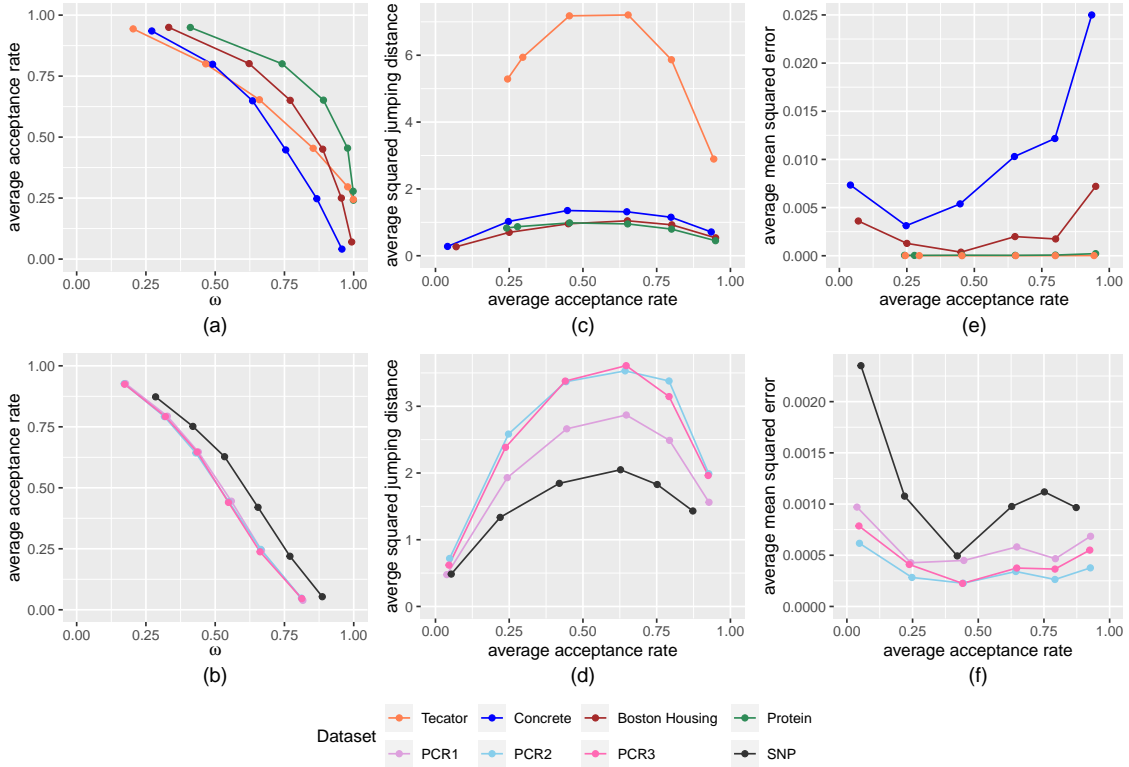 average acceptance rate
1.00
0.75
0.50
0.25
0.00
0.00
0.25
0.50
0.75
1.00
ω
(a)
average squared jumping distance
6
4
2
0
0.00
0.25
0.50
0.75
1.00
average acceptance rate
(c)
average mean squared error
0.025
0.020
0.015
0.010
0.005
0.000
0.00
0.25
0.50
0.75
1.00
average acceptance rate
(e)
average acceptance rate
1.00
0.75
0.50
0.25
0.00
0.00
0.25
0.50
0.75
1.00
ω
(b)
averge squared jumping distance
3
2
1
0
0.00
0.25
0.50
0.75
1.00
average acceptance rate
(d)
average mean squared error
0.0020
0.0015
0.0010
0.0005
0.0000
0.00
0.25
0.50
0.75
1.00
average acceptance rate
(f)
Dataset
Tecator
Concrete
Boston Housing
Protein
PCR1
PCR2
PCR3
SNP